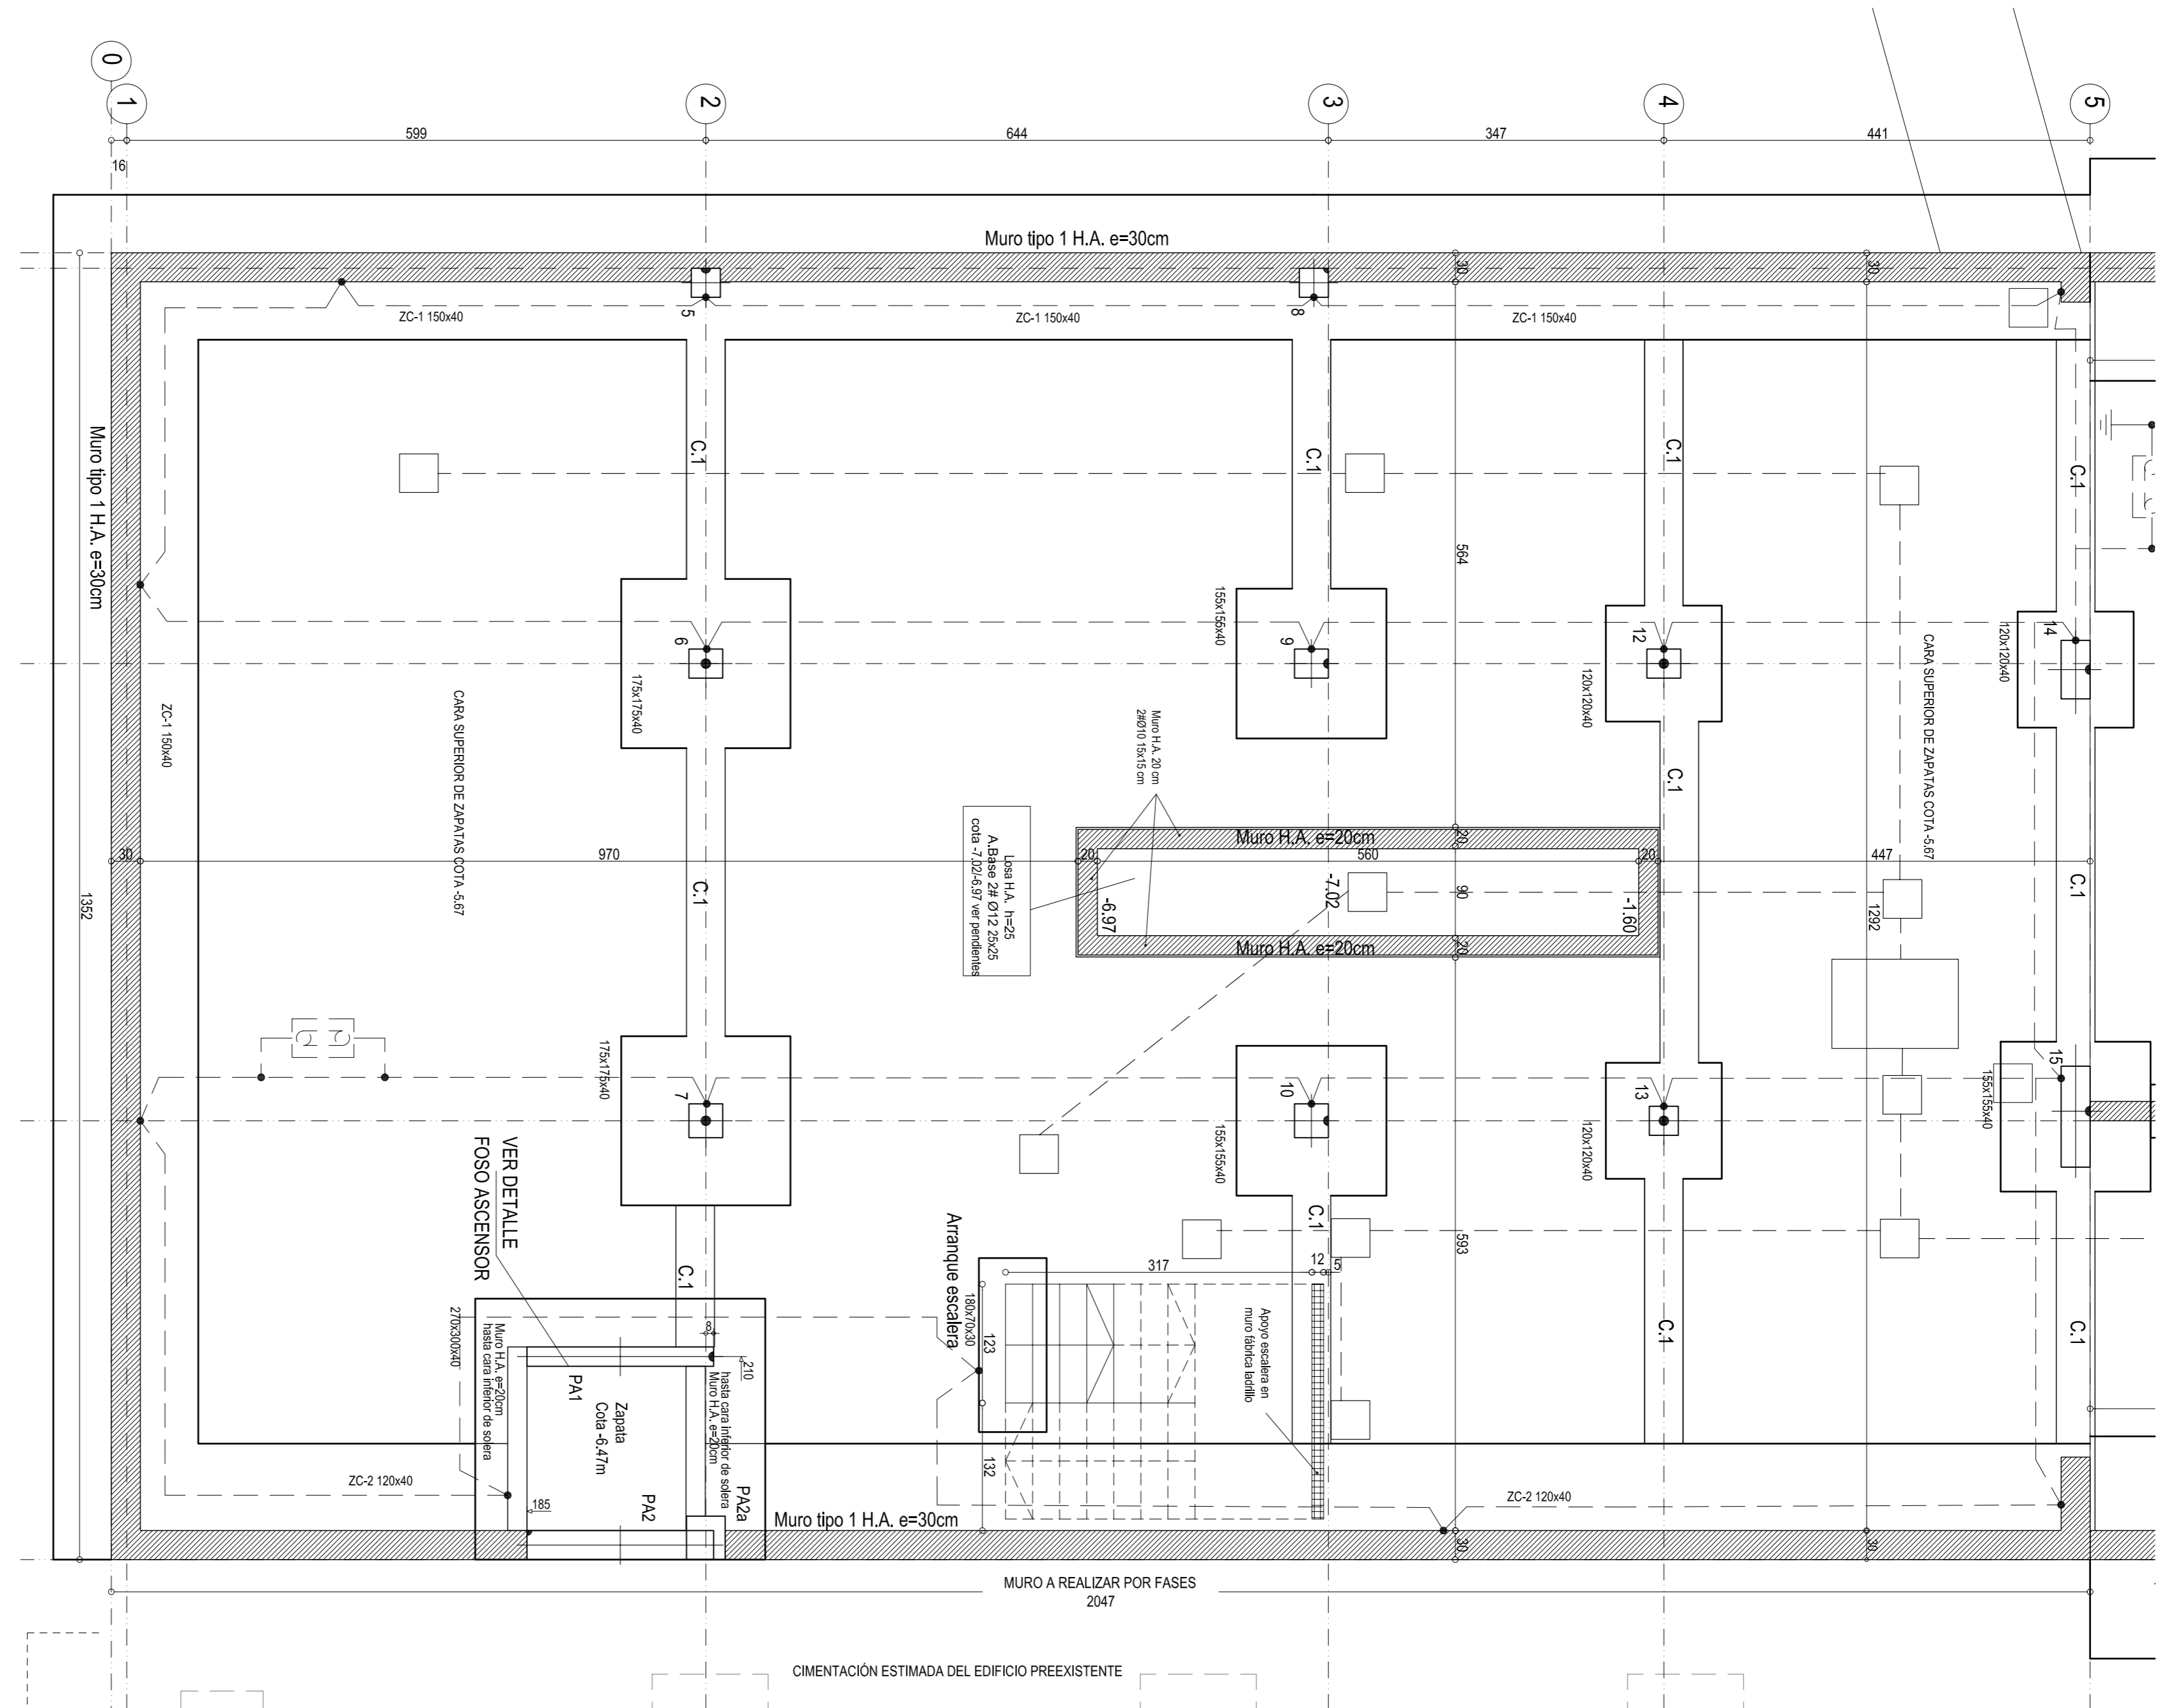 0
1
2
3
4
5
599
644
347
441
16
Muro tipo 1 H.A. e=30cm
30
30
5
8
ZC-1 150x40
ZC-1 150x40
ZC-1 150x40
Muro tipo 1 H.A. e=30cm
C.1
C.1
C.1
C.1
564
155x155x40
6
9
12
14
120x120x40
175x175x40
120x120x40
CARA SUPERIOR DE ZAPATAS COTA -5.67
CARA SUPERIOR DE ZAPATAS COTA -5.67
ZC-1 150x40
Muro H.A. 20 cm
2#Ø10 15x15 cm
C.1
Losa H.A. h=25
A.Base 2# Ø12 25x25
cota -7.02/-6.97 ver pendientes
Muro H.A. e=20cm
20
30
970
20
560
20
447
1352
C.1
-6.97
-7.02
90
-1.60
1292
C.1
Muro H.A. e=20cm
20
175x175x40
7
10
13
15
155x155x40
155x155x40
120x120x40
VER DETALLE
FOSO ASCENSOR
C.1
C.1
593
Arranque escalera
317
12
5
180x70x30
123
132
Apoyo escalera en
muro fábrica ladrillo
C.1
C.1
270x300x40
Muro H.A. e=20cm
hasta cara inferior de solera
8
210
PA1
Zapata
Cota -6.47m
hasta cara inferior de solera
Muro H.A. e=20cm
PA2
PA2a
185
ZC-2 120x40
ZC-2 120x40
Muro tipo 1 H.A. e=30cm
30
30
MURO A REALIZAR POR FASES
2047
CIMENTACIÓN ESTIMADA DEL EDIFICIO PREEXISTENTE